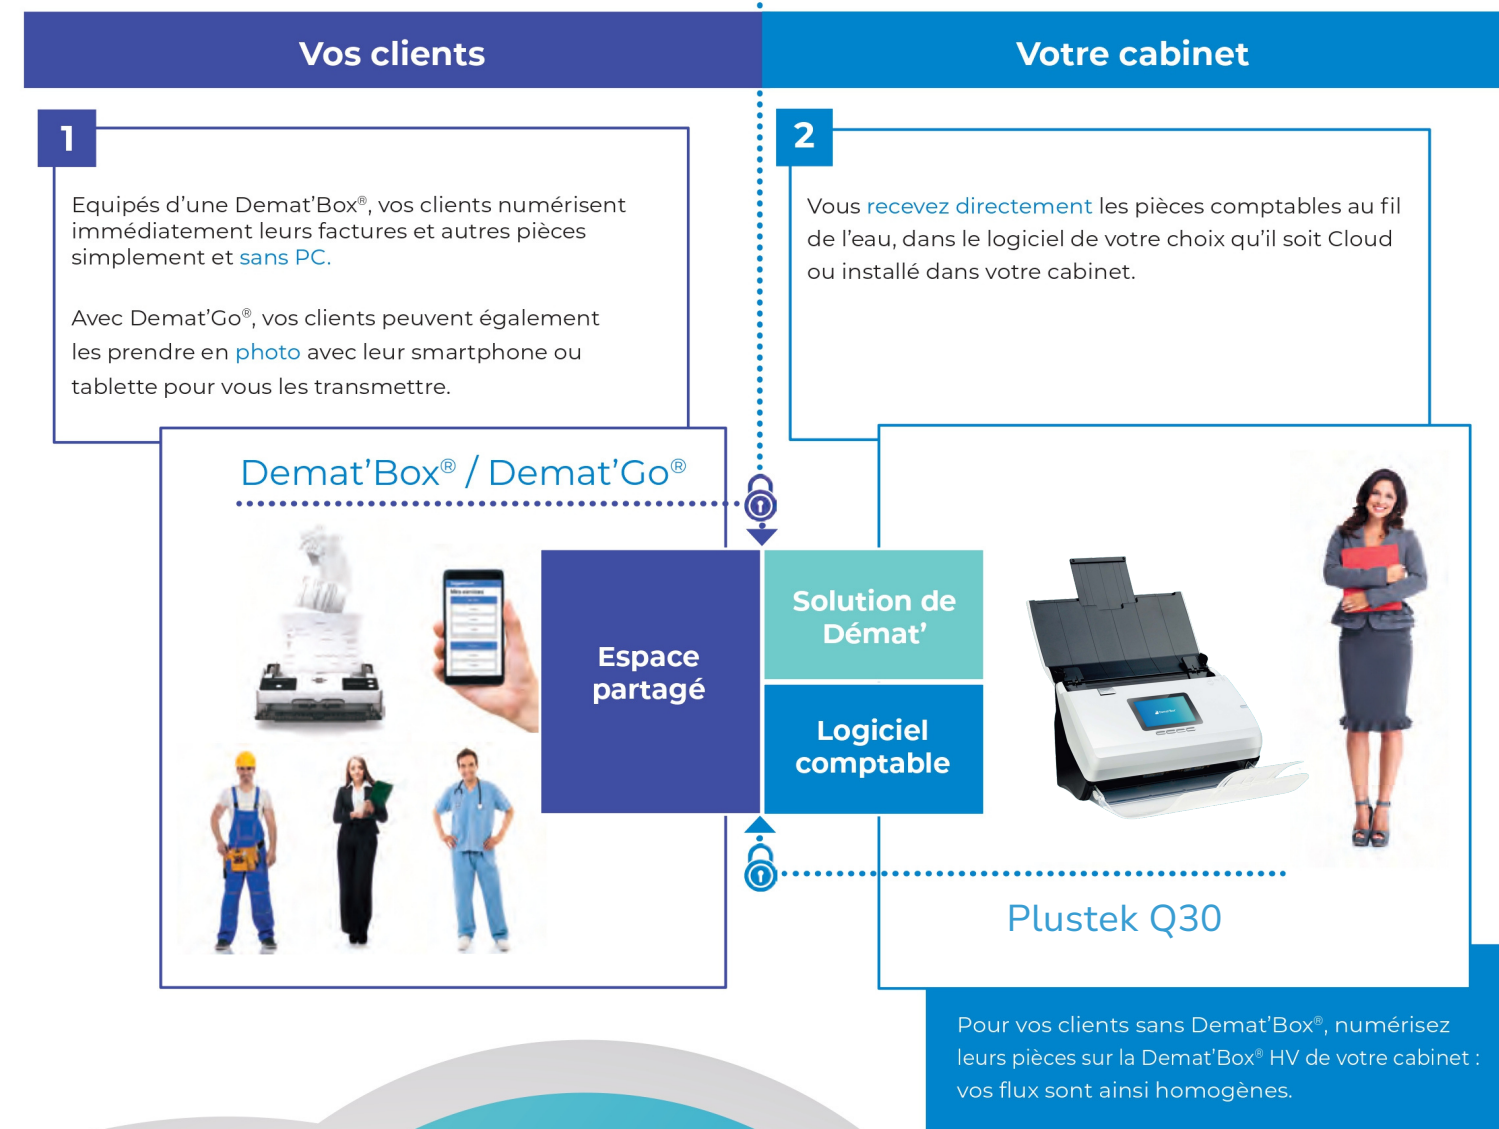 Vos clients
Votre cabinet
1
Equipés d'une Demat'Box®, vos clients numérisent
immédiatement leurs factures et autres pièces
simplement et sans PC.
Avec Demat'Go®, vos clients peuvent également
les prendre en photo avec leur smartphone ou
tablette pour vous les transmettre.
2
Vous recevez directement les pièces comptables au fil
de l'eau, dans le logiciel de votre choix qu'il soit Cloud
ou installé dans votre cabinet.
Demat'Box® / Demat'Go®
Espace
partagé
Solution de
Démat'
Logiciel
comptable
Plustek Q30
Pour vos clients sans Demat'Box®, numérisez
leurs pièces sur la Demat'Box® HV de votre cabinet :
vos flux sont ainsi homogènes.